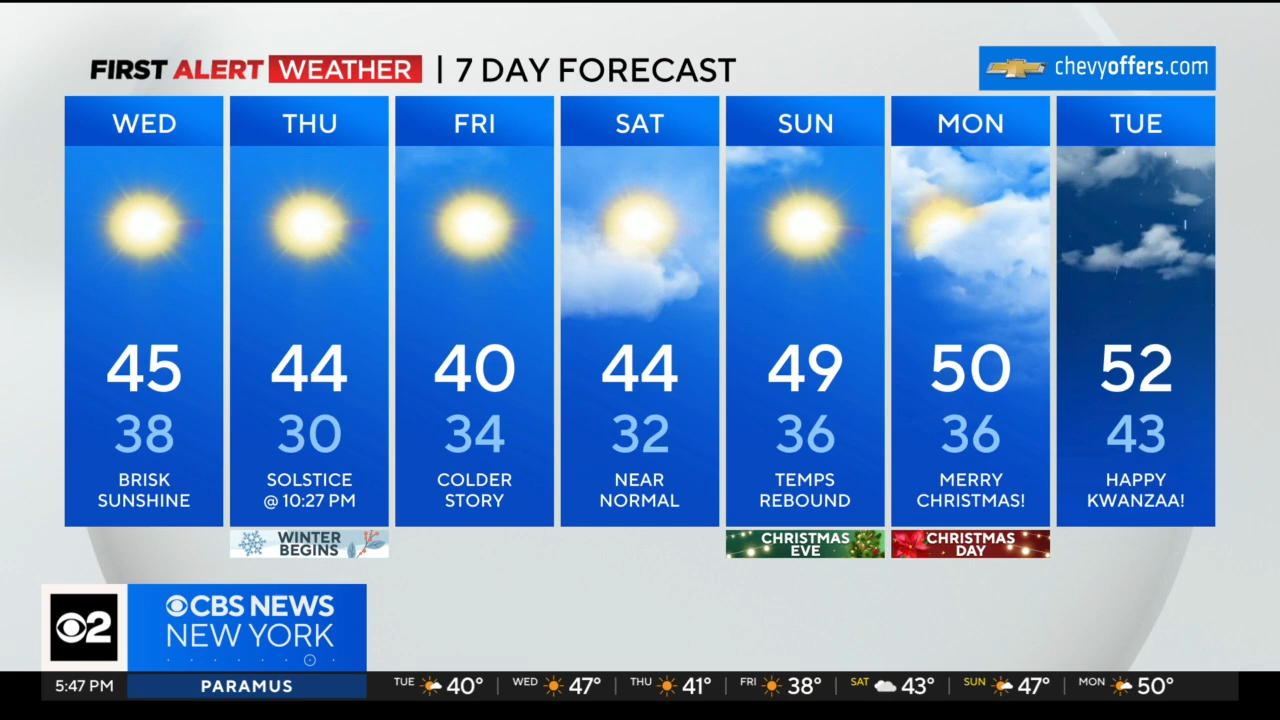 FIRST ALERT WEATHER | 7 DAY FORECAST
chevyoffers.com
WED
THU
FRI
SAT
SUN
MON
TUE
45
44
40
44
49
50
52
38
30
34
32
36
36
43
BRISK
SUNSHINE
SOLSTICE
@ 10:27 PM
COLDER
STORY
NEAR
NORMAL
TEMPS
REBOUND
MERRY
CHRISTMAS!
HAPPY
KWANZAA!
WINTER
BEGINS
CHRISTMAS
EVE
CHRISTMAS
DAY
2
CBS NEWS
NEW YORK
5:47 PM
PARAMUS
TUE 40° | WED 47° | THU 41° | FRI 38° | SAT 43° | SUN 47° | MON 50°